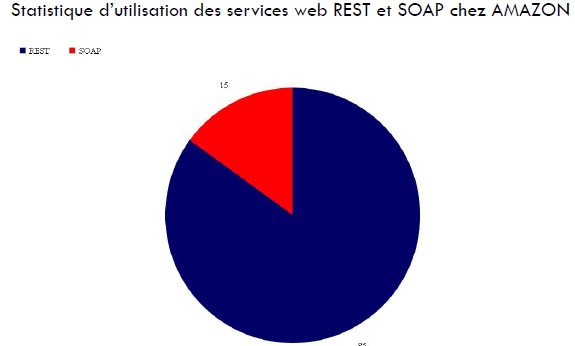 Statistique d'utilisation des services web REST et SOAP chez AMAZON
REST SOAP
15